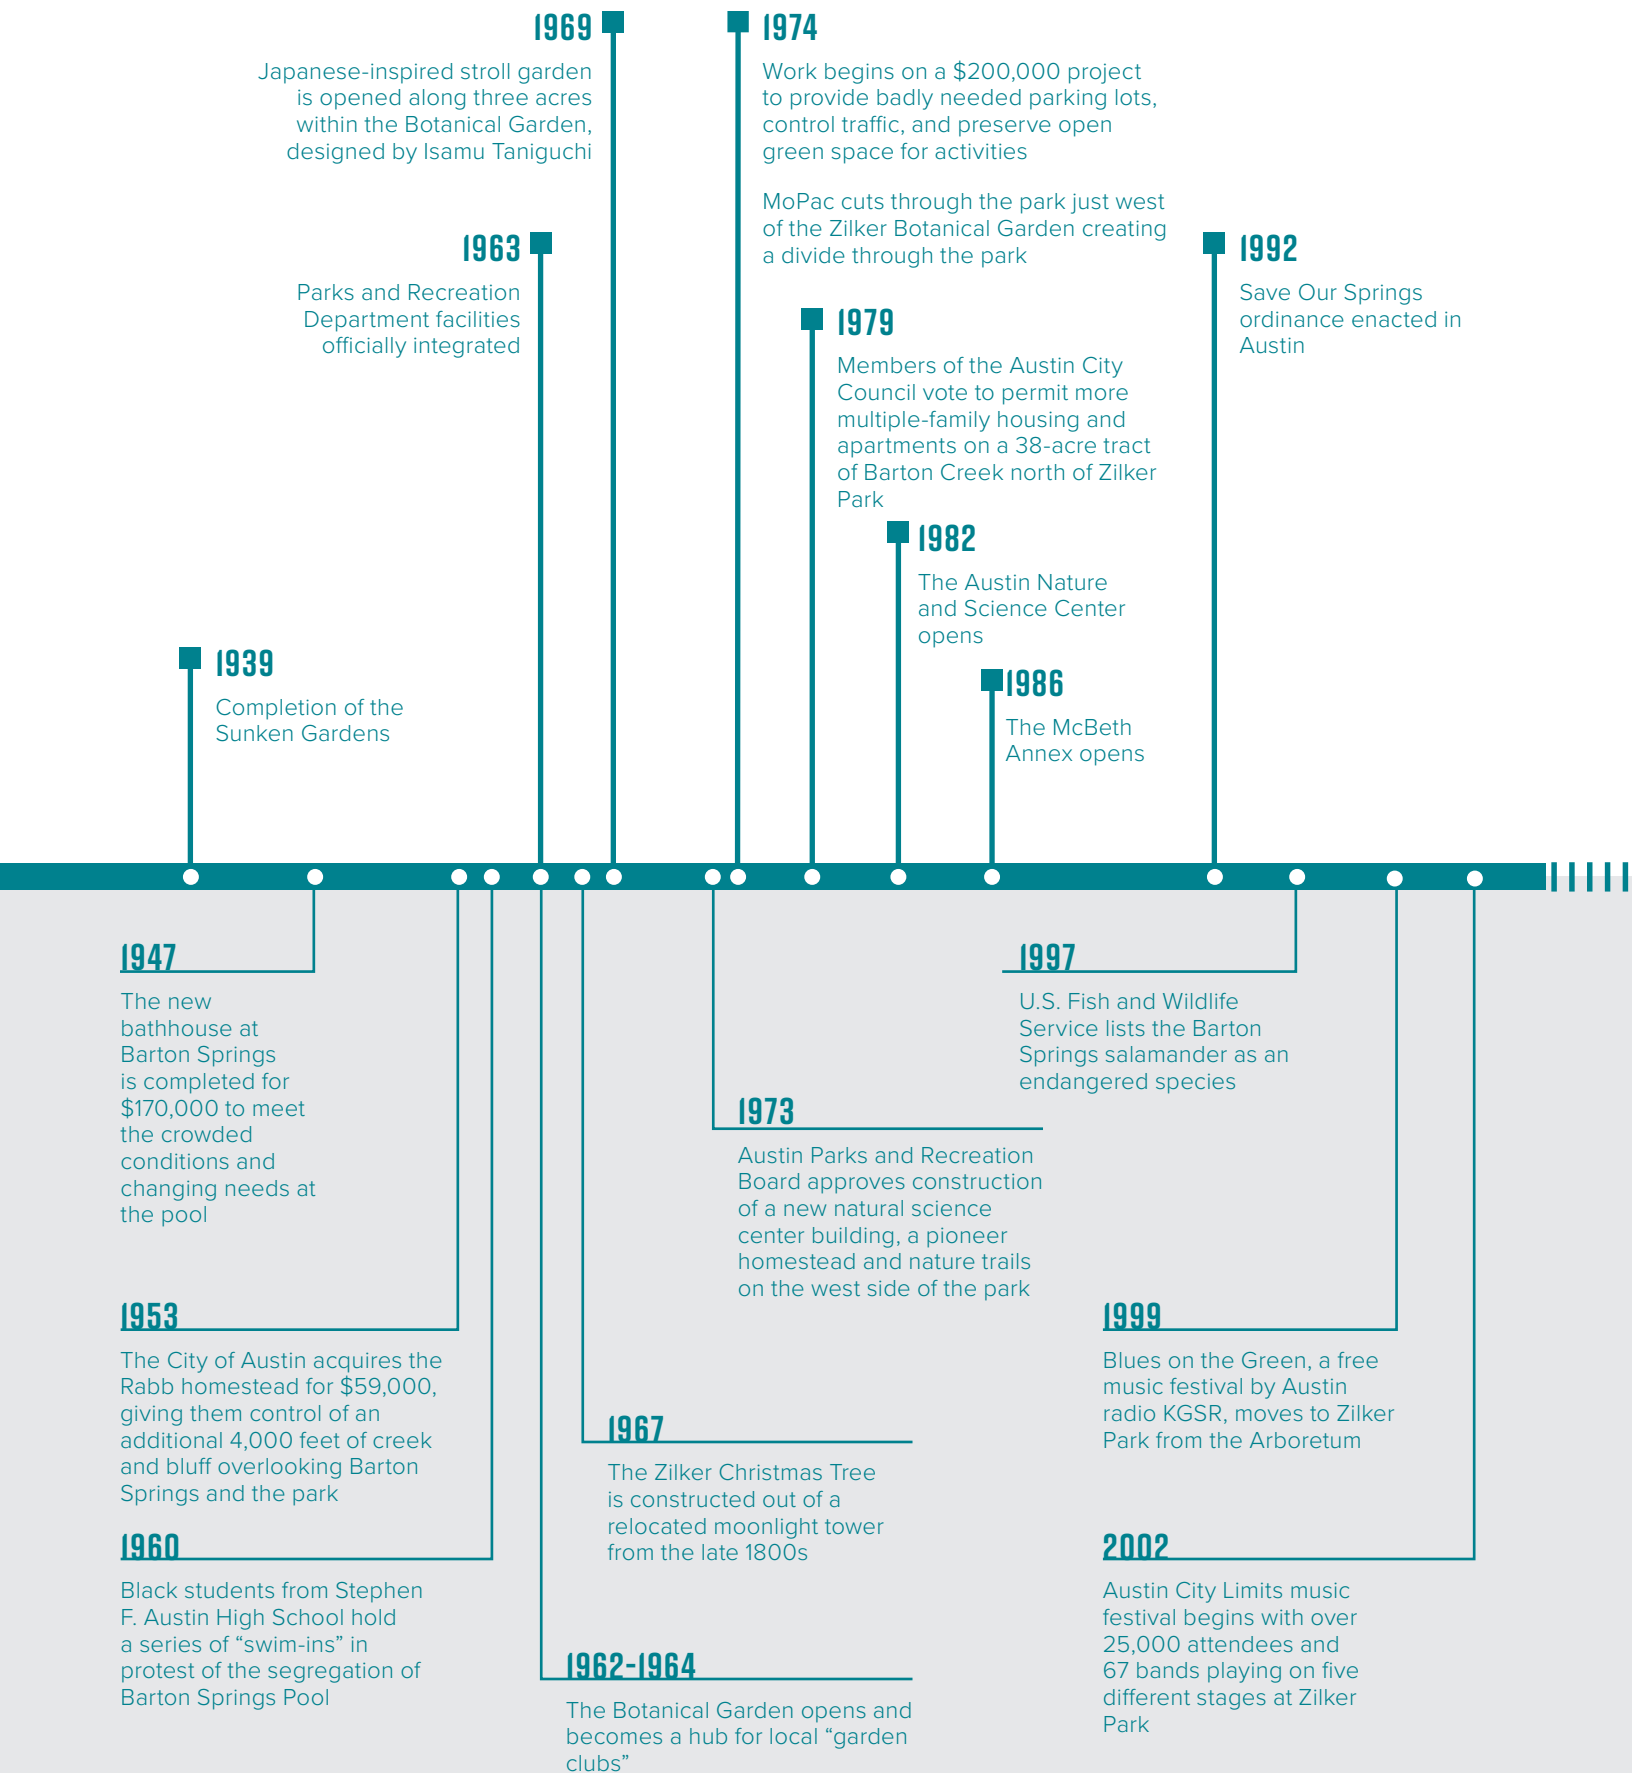 1969
Japanese-inspired stroll garden
is opened along three acres
within the Botanical Garden,
designed by Isamu Taniguchi
1974
Work begins on a $200,000 project
to provide badly needed parking lots,
control traffic, and preserve open
green space for activities
MoPac cuts through the park just west
of the Zilker Botanical Garden creating
a divide through the park
1963
Parks and Recreation
Department facilities
officially integrated
1992
Save Our Springs
ordinance enacted in
Austin
1979
Members of the Austin City
Council vote to permit more
multiple-family housing and
apartments on a 38-acre tract
of Barton Creek north of Zilker
Park
1982
The Austin Nature
and Science Center
opens
1939
Completion of the
Sunken Gardens
1986
The McBeth
Annex opens
1947
The new
bathhouse at
Barton Springs
is completed for
$170,000 to meet
the crowded
conditions and
changing needs at
the pool
1997
U.S. Fish and Wildlife
Service lists the Barton
Springs salamander as an
endangered species
1973
Austin Parks and Recreation
Board approves construction
of a new natural science
center building, a pioneer
homestead and nature trails
on the west side of the park
1953
The City of Austin acquires the
Rabb homestead for $59,000,
giving them control of an
additional 4,000 feet of creek
and bluff overlooking Barton
Springs and the park
1999
Blues on the Green, a free
music festival by Austin
radio KGSR, moves to Zilker
Park from the Arboretum
1967
The Zilker Christmas Tree
is constructed out of a
relocated moonlight tower
from the late 1800s
1960
Black students from Stephen
F. Austin High School hold
a series of “swim-ins” in
protest of the segregation of
Barton Springs Pool
2002
Austin City Limits music
festival begins with over
25,000 attendees and
67 bands playing on five
different stages at Zilker
Park
1962-1964
The Botanical Garden opens and
becomes a hub for local “garden
clubs”